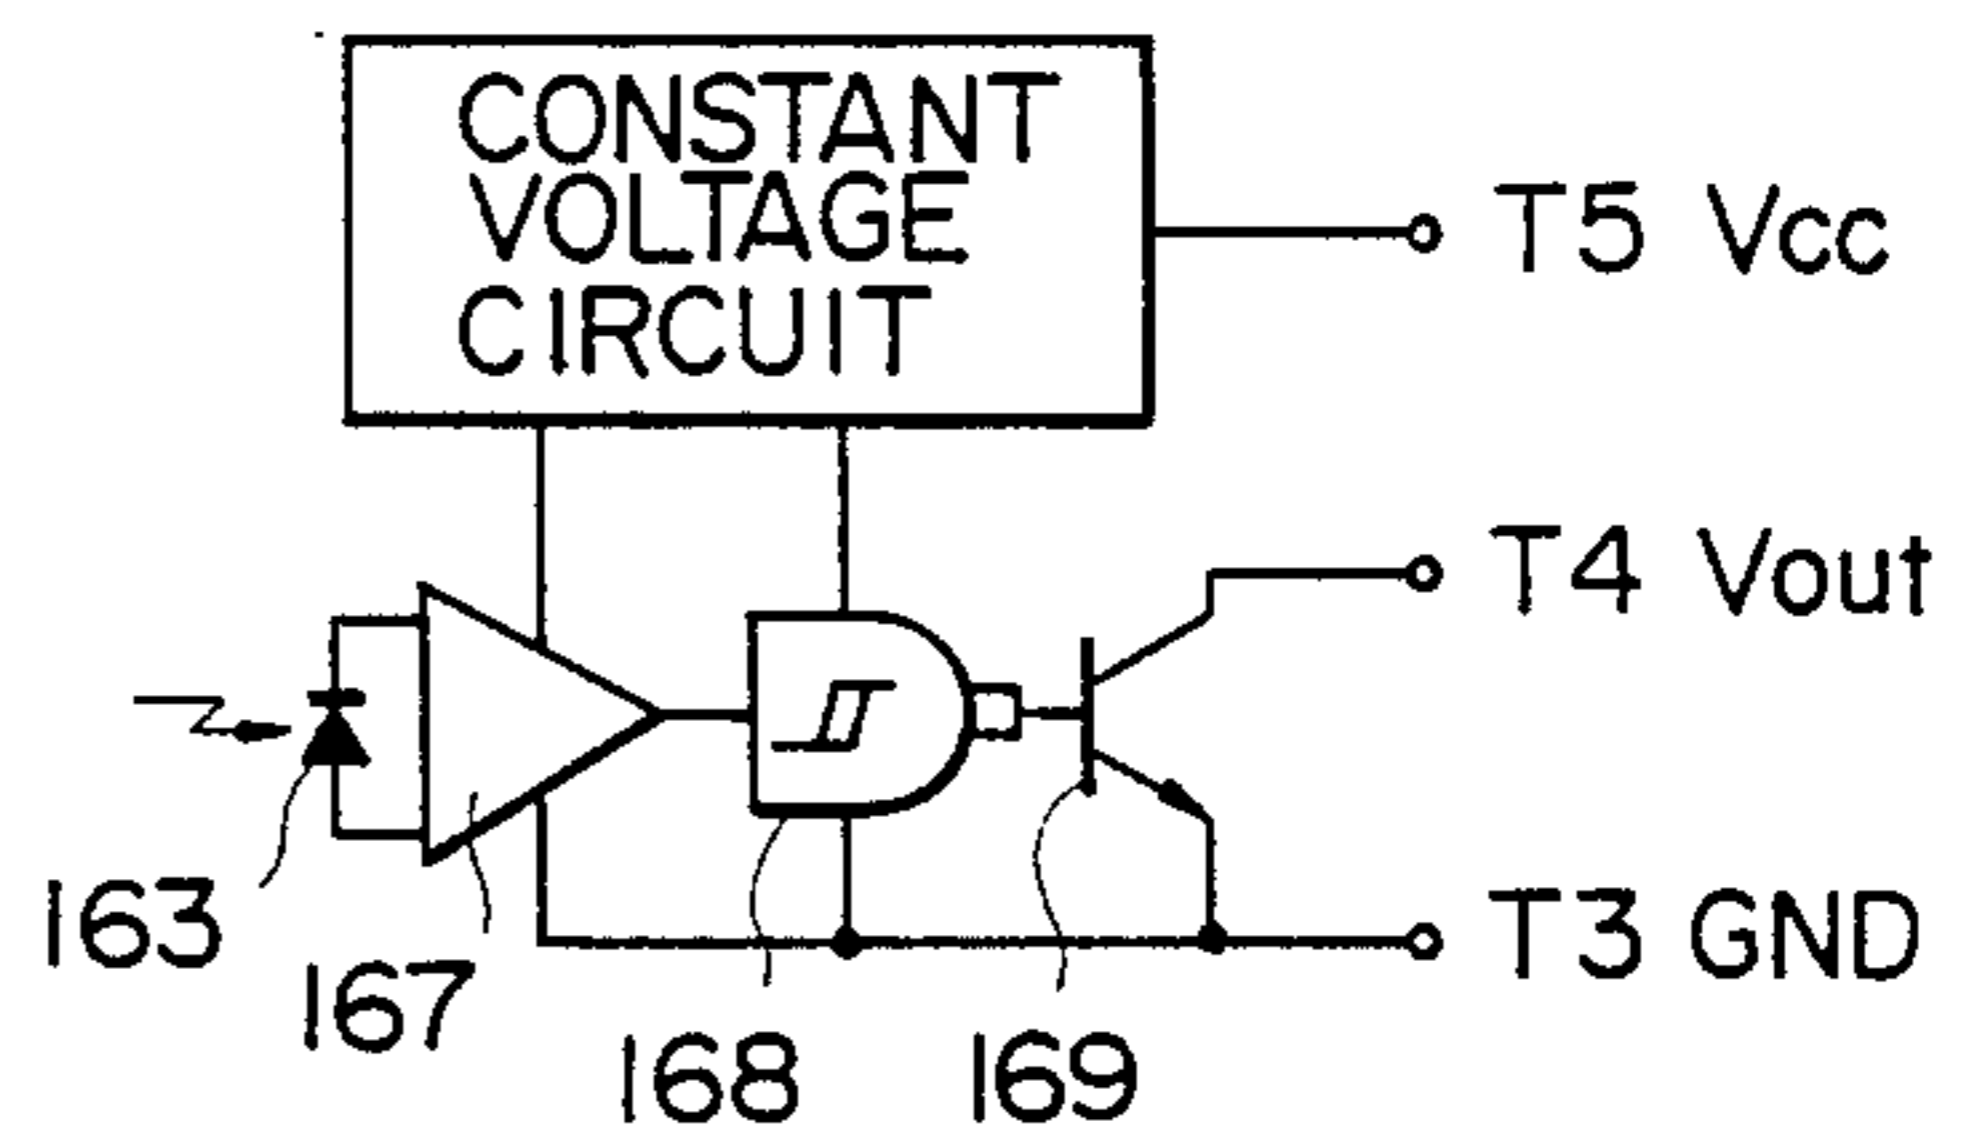 CONSTANT
VOLTAGE
CIRCUIT
T5 Vcc
T4 Vout
T3 GND
163
167
168
169